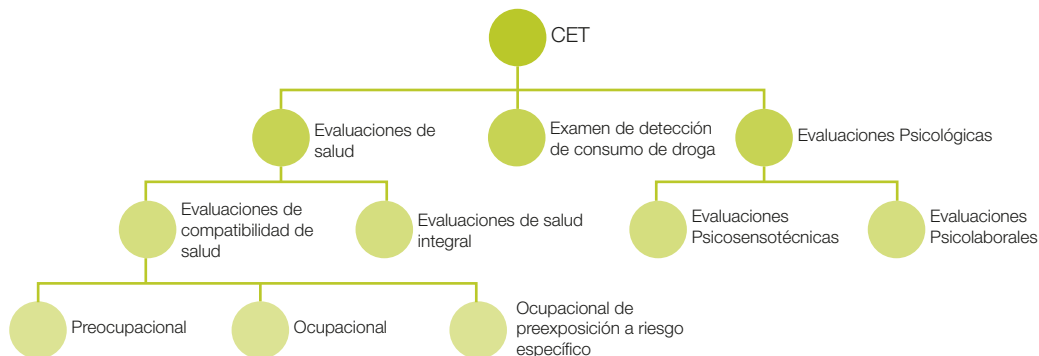 CET
Evaluaciones de
salud
Examen de detección
de consumo de droga
Evaluaciones Psicológicas
Evaluaciones de
compatibilidad de
salud
Evaluaciones de salud
integral
Evaluaciones
Psicosensotécnicas
Evaluaciones
Psicolaborales
Preocupacional
Ocupacional
Ocupacional de
preexposición a riesgo
específico